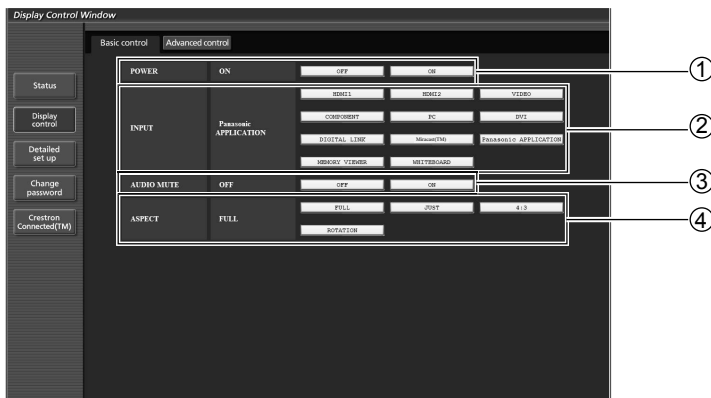 Display Control Window
Basic control Advanced control
Status
Display
control
Detailed
set up
Change
password
Crestron
Connected(TM)
POWER ON OFF ON ①
INPUT Panasonic APPLICATION HDMI1 HDMI2 VIDEO ②
COMPONENT PC DVI
DIGITAL LINK Miracast(TM) Panasonic APPLICATION
MEMORY VIEWER WHITEBOARD
AUDIO MUTE OFF OFF ON ③
ASPECT FULL FULL JUST 4:3 ④
ROTATION